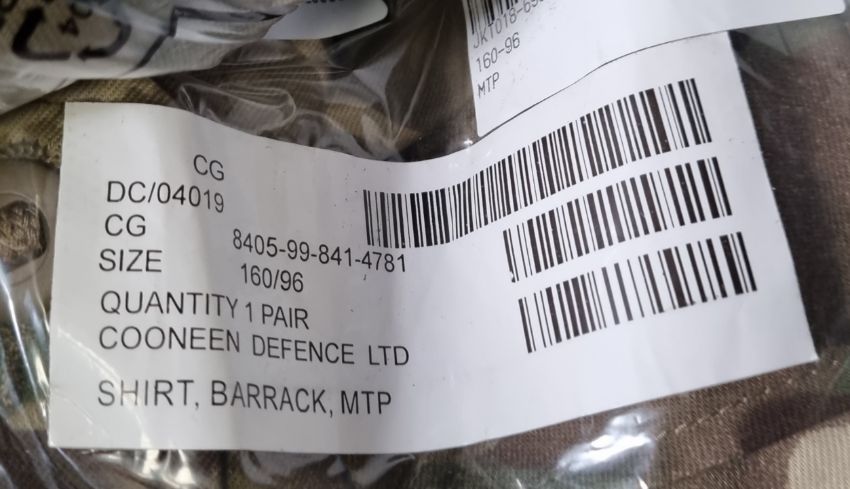 160-96
MTP
CG
DC/04019
CG 8405-99-841-4781
SIZE 160/96
QUANTITY 1 PAIR
COONEEN DEFENCE LTD
SHIRT, BARRACK, MTP